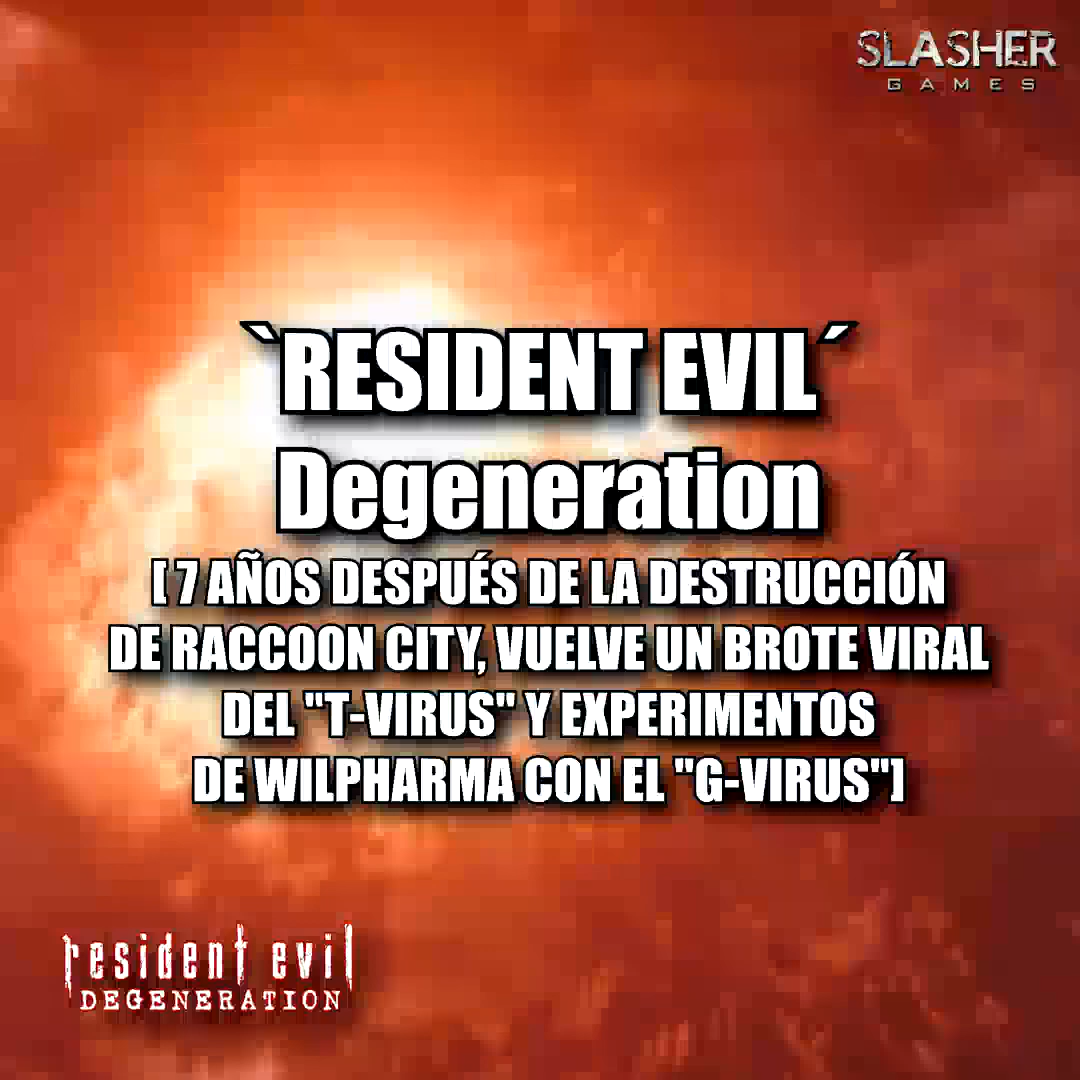 SLASHER
GAMES
`RESIDENT EVIL´
Degeneration
[ 7 AÑOS DESPUÉS DE LA DESTRUCCIÓN
DE RACCOON CITY, VUELVE UN BROTE VIRAL
DEL "T-VIRUS" Y EXPERIMENTOS
DE WILPHARMA CON EL "G-VIRUS"]
resident evil
DEGENERATION